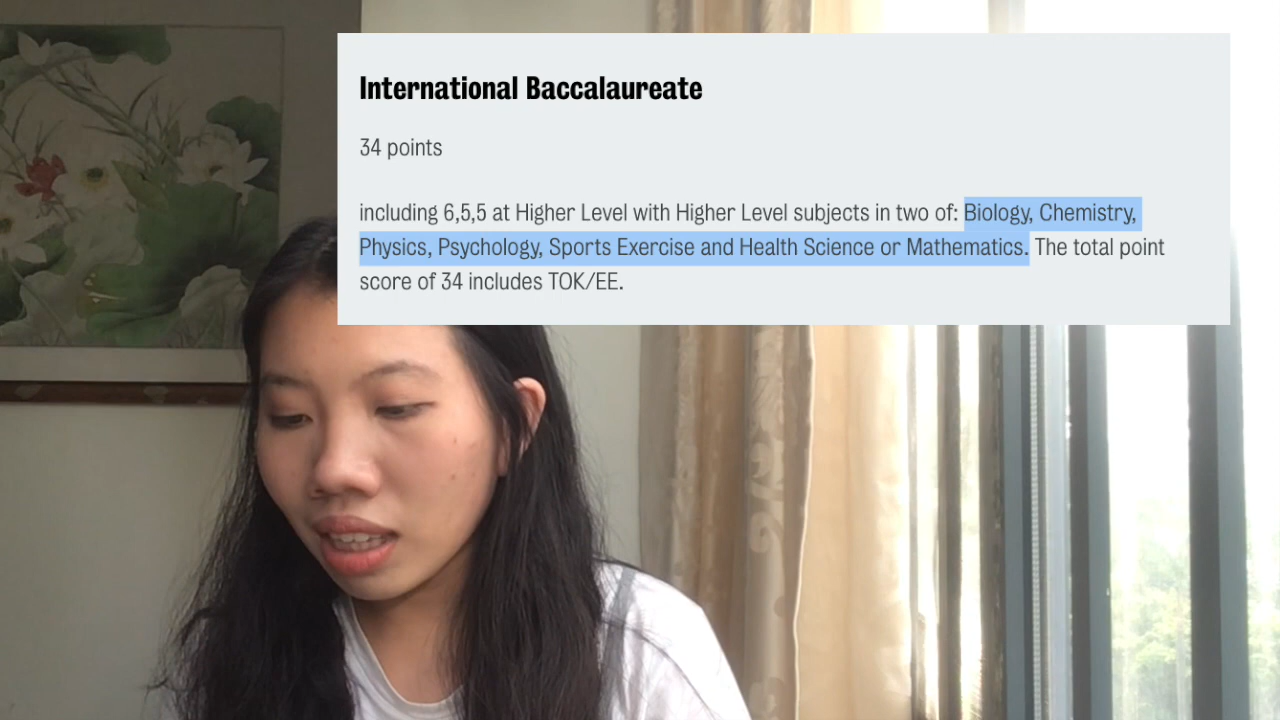 International Baccalaureate
34 points
including 6,5,5 at Higher Level with Higher Level subjects in two of: Biology, Chemistry,
Physics, Psychology, Sports Exercise and Health Science or Mathematics. The total point
score of 34 includes TOK/EE.